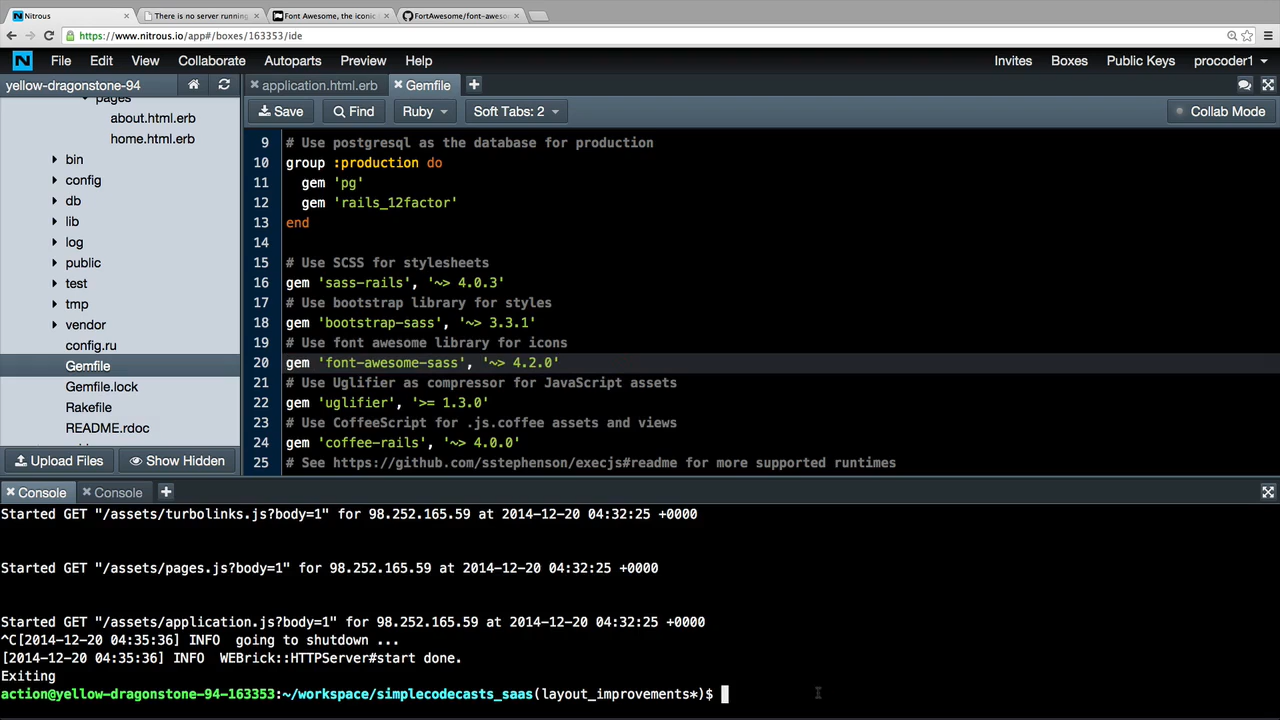 Nitrous
There is no server running
Font Awesome, the iconic
FortAwesome/font-aweso
https://www.nitrous.io/app#/boxes/163353/ide
N File Edit View Collaborate Autoparts Preview Help Invites Boxes Public Keys procoder1
yellow-dragonstone-94
application.html.erb
Gemfile
Save Find Ruby Soft Tabs: 2 Collab Mode
pages
about.html.erb
home.html.erb
bin
config
db
lib
log
public
test
tmp
vendor
config.ru
Gemfile
Gemfile.lock
Rakefile
README.rdoc
Upload Files Show Hidden
9 # Use postgresql as the database for production
10 group :production do
11 gem 'pg'
12 gem 'rails_12factor'
13 end
14
15 # Use SCSS for stylesheets
16 gem 'sass-rails', '~> 4.0.3'
17 # Use bootstrap library for styles
18 gem 'bootstrap-sass', '~> 3.3.1'
19 # Use font awesome library for icons
20 gem 'font-awesome-sass', '~> 4.2.0'
21 # Use Uglifier as compressor for JavaScript assets
22 gem 'uglifier', '>= 1.3.0'
23 # Use CoffeeScript for .js.coffee assets and views
24 gem 'coffee-rails', '~> 4.0.0'
25 # See https://github.com/sstephenson/execjs#readme for more supported runtimes
Console Console
Started GET "/assets/turbolinks.js?body=1" for 98.252.165.59 at 2014-12-20 04:32:25 +0000
Started GET "/assets/pages.js?body=1" for 98.252.165.59 at 2014-12-20 04:32:25 +0000
Started GET "/assets/application.js?body=1" for 98.252.165.59 at 2014-12-20 04:32:25 +0000
^C[2014-12-20 04:35:36] INFO going to shutdown ...
[2014-12-20 04:35:36] INFO WEBrick::HTTPServer#start done.
Exiting
action@yellow-dragonstone-94-163353:~/workspace/simplecodecasts_saas(layout_improvements*)$